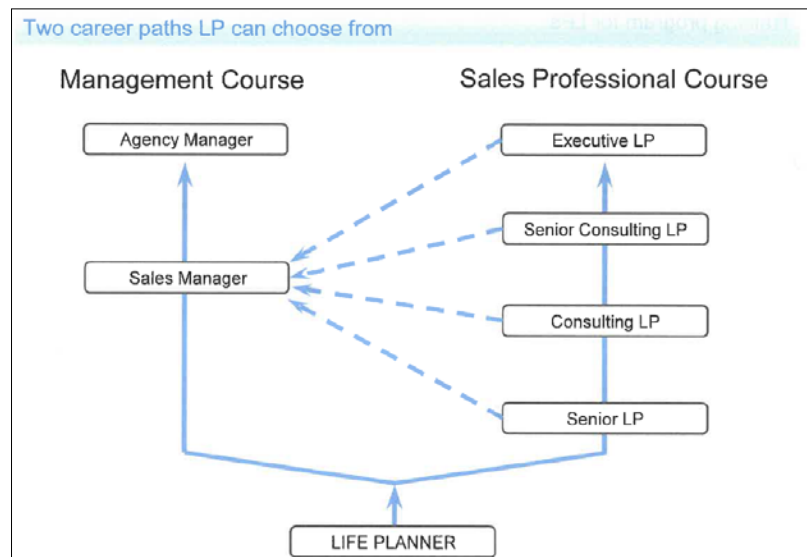 Two career paths LP can choose from
Management Course
Sales Professional Course
Agency Manager
Executive LP
Senior Consulting LP
Sales Manager
Consulting LP
Senior LP
LIFE PLANNER